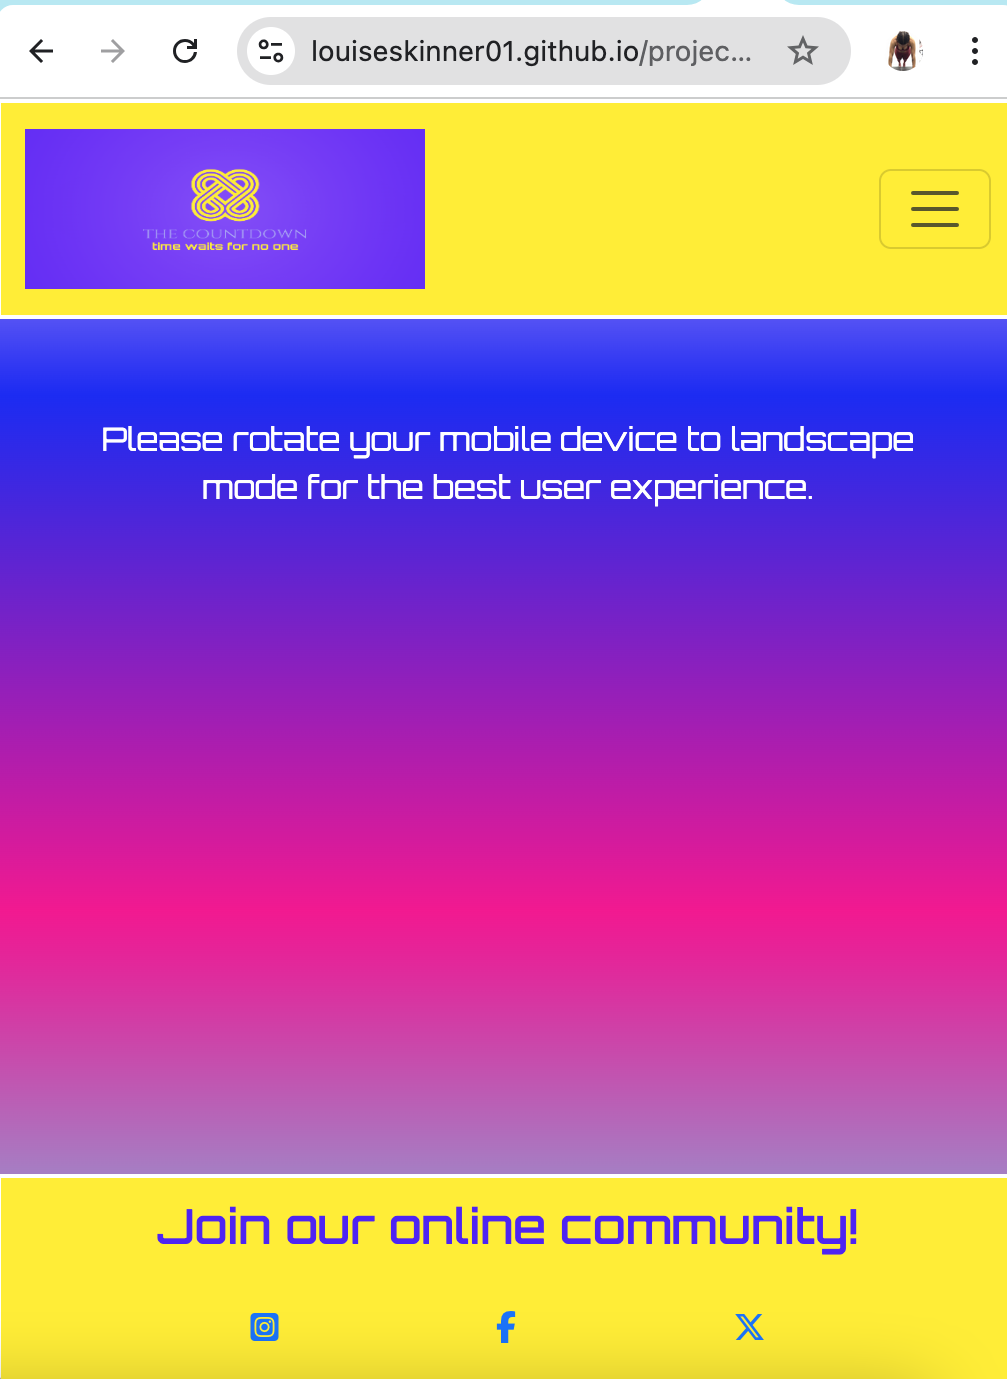 louiseskinner01.github.io/projec...
THE COUNTDOWN
time waits for no one
Please rotate your mobile device to landscape
mode for the best user experience.
Join our online community!